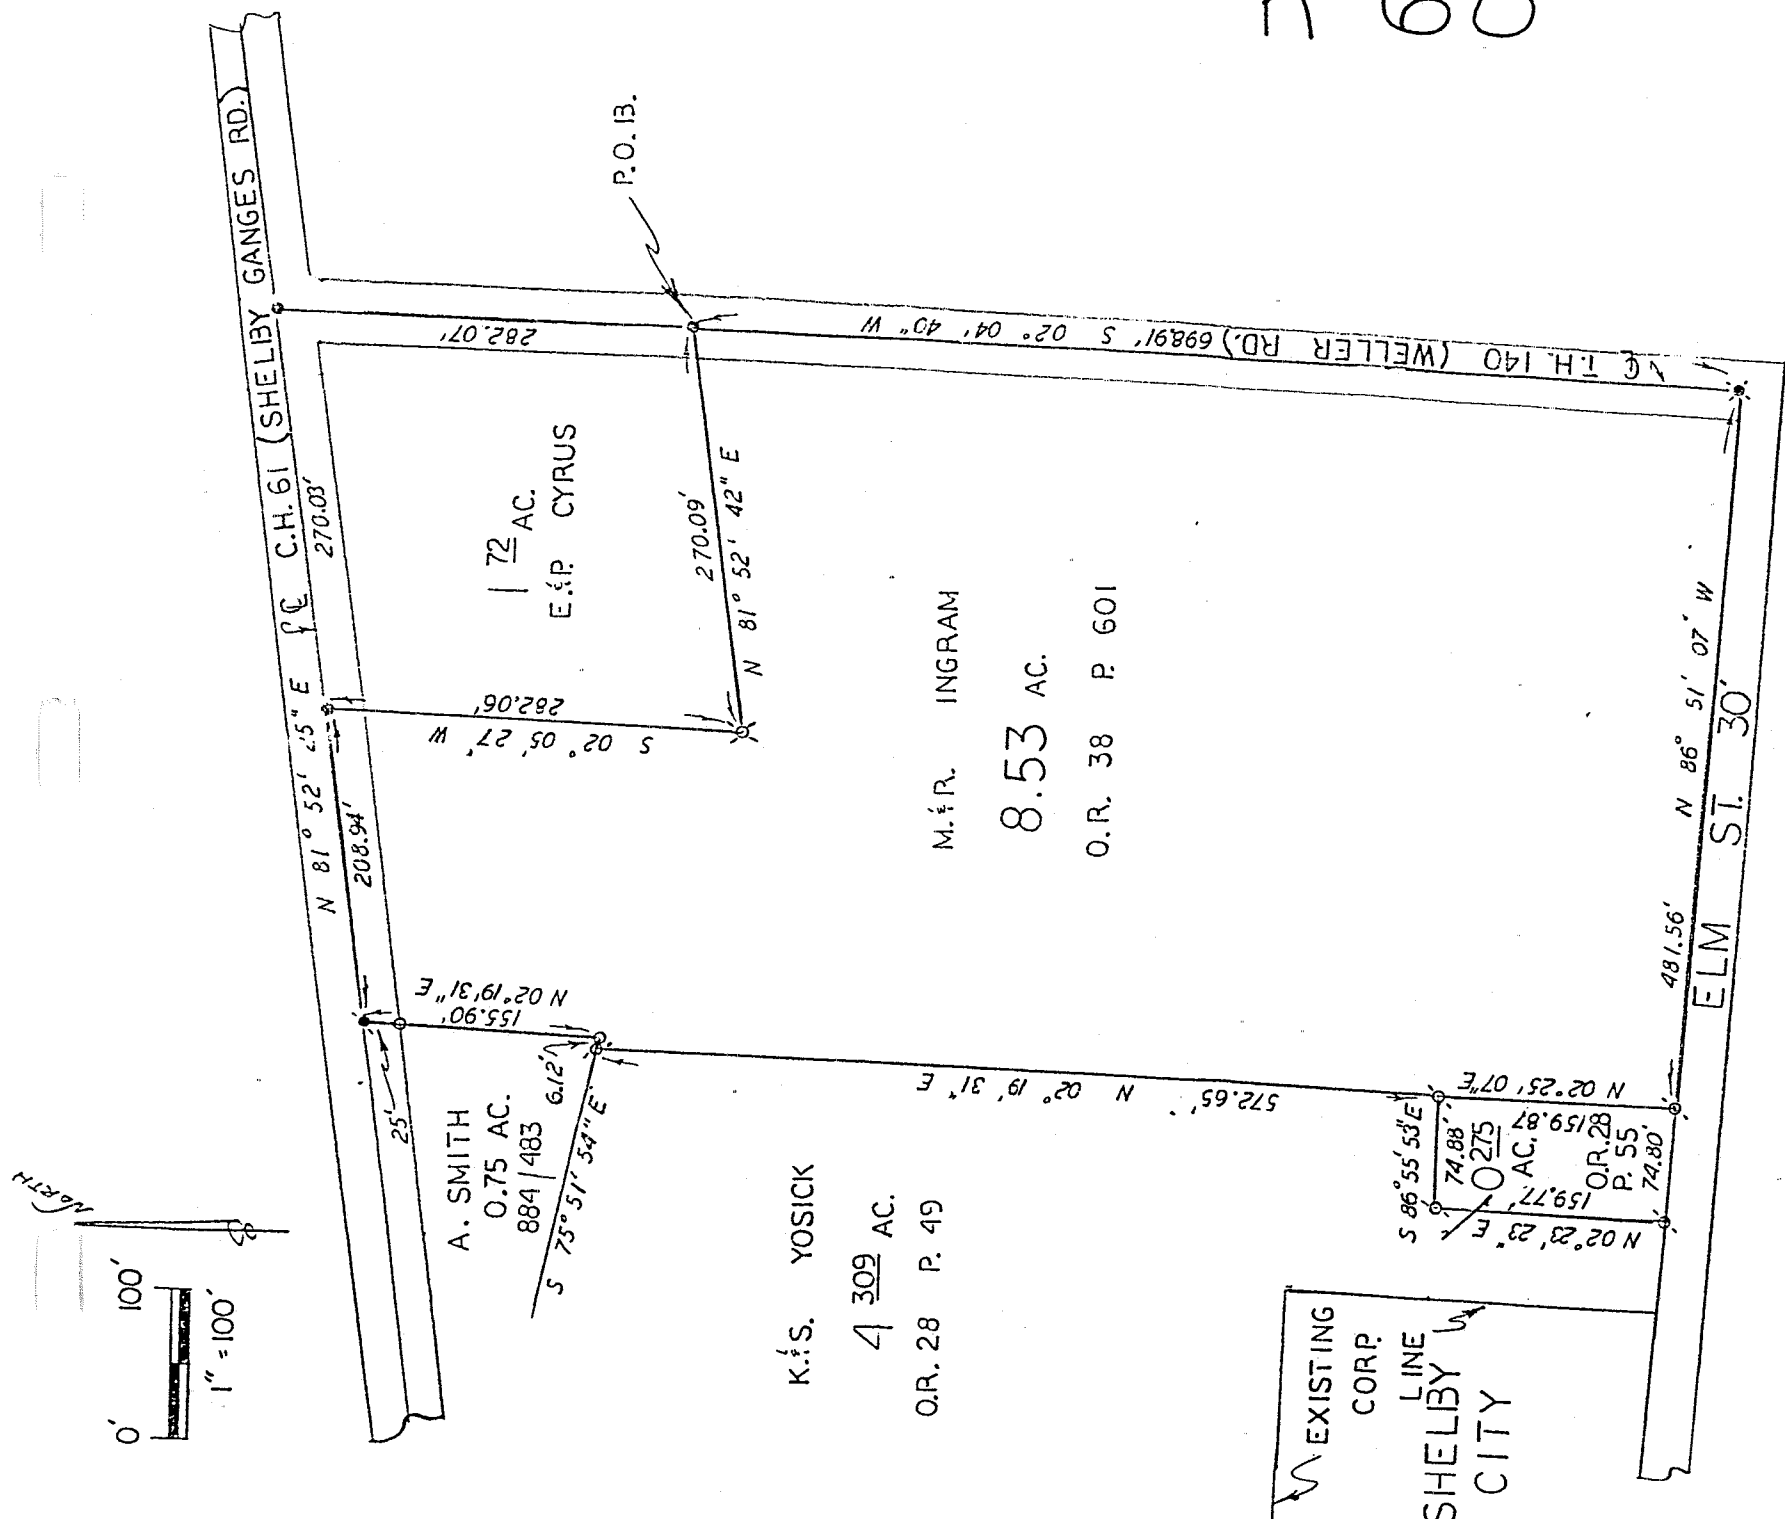 R 60
NORTH
0' 100'
1" = 100'
℄ C.H. 61 (SHELBY GANGES RD.)
N 81° 52' 25" E
270.03'
208.94'
25'
P.O.B.
282.07'
1 72 AC.
E.&P. CYRUS
282.06'
S 02° 05' 27" W
270.09'
N 81° 52' 42" E
℄ T.H. 140 (WELLER RD.) 698.91' S 02° 04' 40" W
A. SMITH
0.75 AC.
884 / 483
N 02° 19' 31" E
155.90'
6.12'
S 75° 51' 54" E
M.&R. INGRAM
8.53 AC.
O.R. 38 P. 601
K.&S. YOSICK
4 309 AC.
O.R. 28 P. 49
572.65' N 02° 19' 31" E
S 86° 55' 53" E
74.88'
0 275
AC.
O.R. 28
P. 55
74.80'
N 02° 25' 07" E
159.87
159.77'
N 02° 23' 23" E
481.56' N 86° 51' 07" W
ELM ST. 30'
EXISTING
CORP.
LINE
SHELBY
CITY